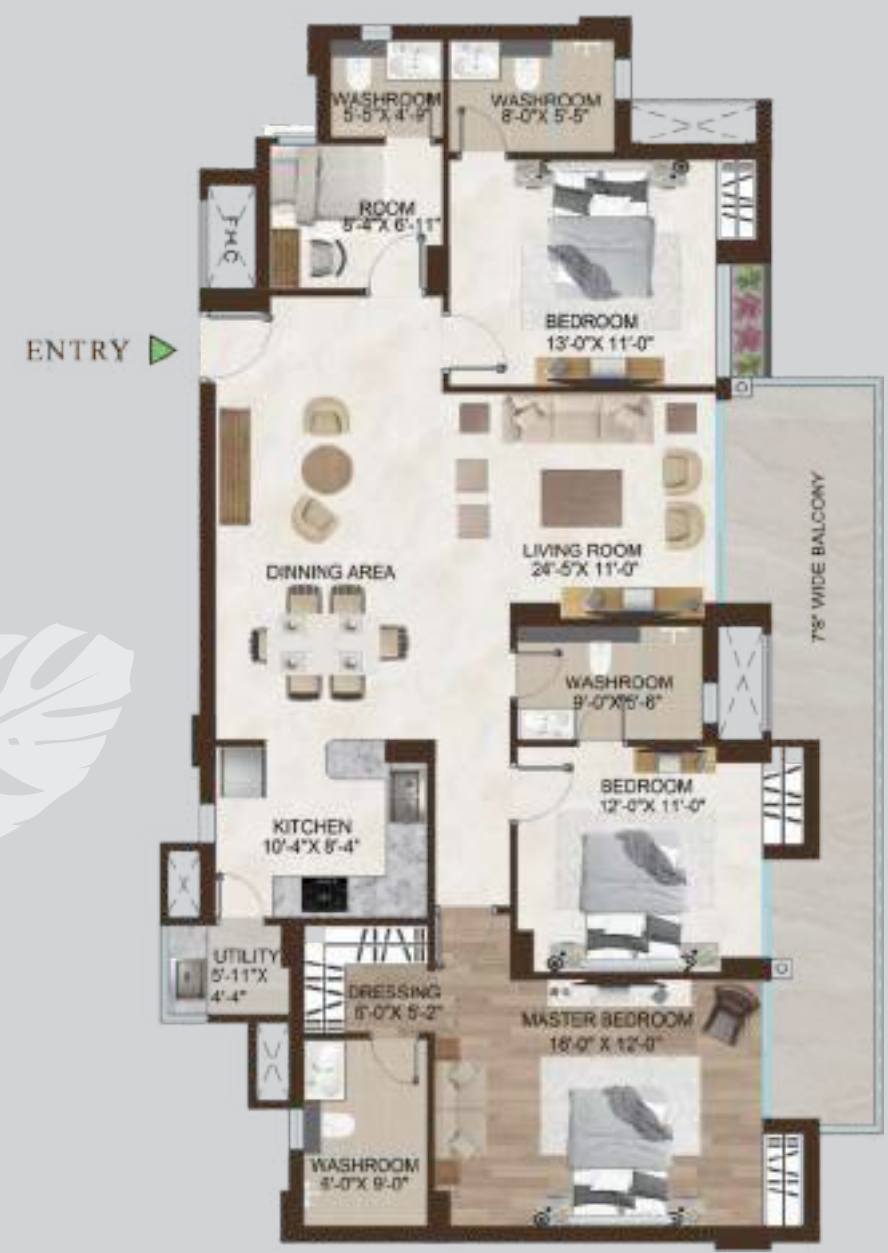 WASHROOM
5'-5"X 4'-9"
WASHROOM
8'-0"X 5'-5"
ROOM
5'-4"X 6'-11"
FHC
ENTRY
BEDROOM
13'-0"X 11'-0"
LIVING ROOM
24'-5"X 11'-0"
7'8" WIDE BALCONY
DINNING AREA
WASHROOM
9'-0"X5'-6"
BEDROOM
12'-0"X 11'-0"
KITCHEN
10'-4"X 8'-4"
UTILITY
5'-11"X
4'-4"
DRESSING
6'-0"X 5'-2"
MASTER BEDROOM
16'-0" X 12'-0"
WASHROOM
6'-0"X 9'-0"